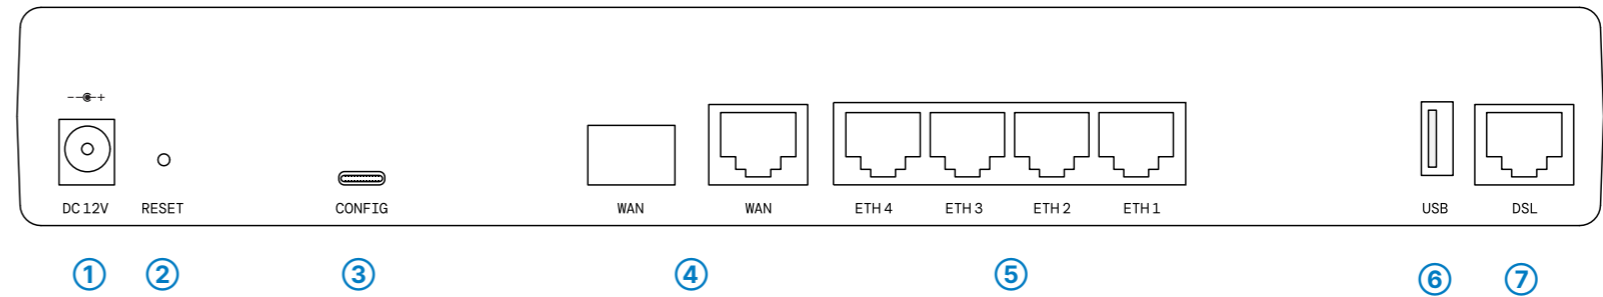 DC 12V RESET CONFIG WAN WAN ETH 4 ETH 3 ETH 2 ETH 1 USB DSL
① ② ③ ④ ⑤ ⑥ ⑦